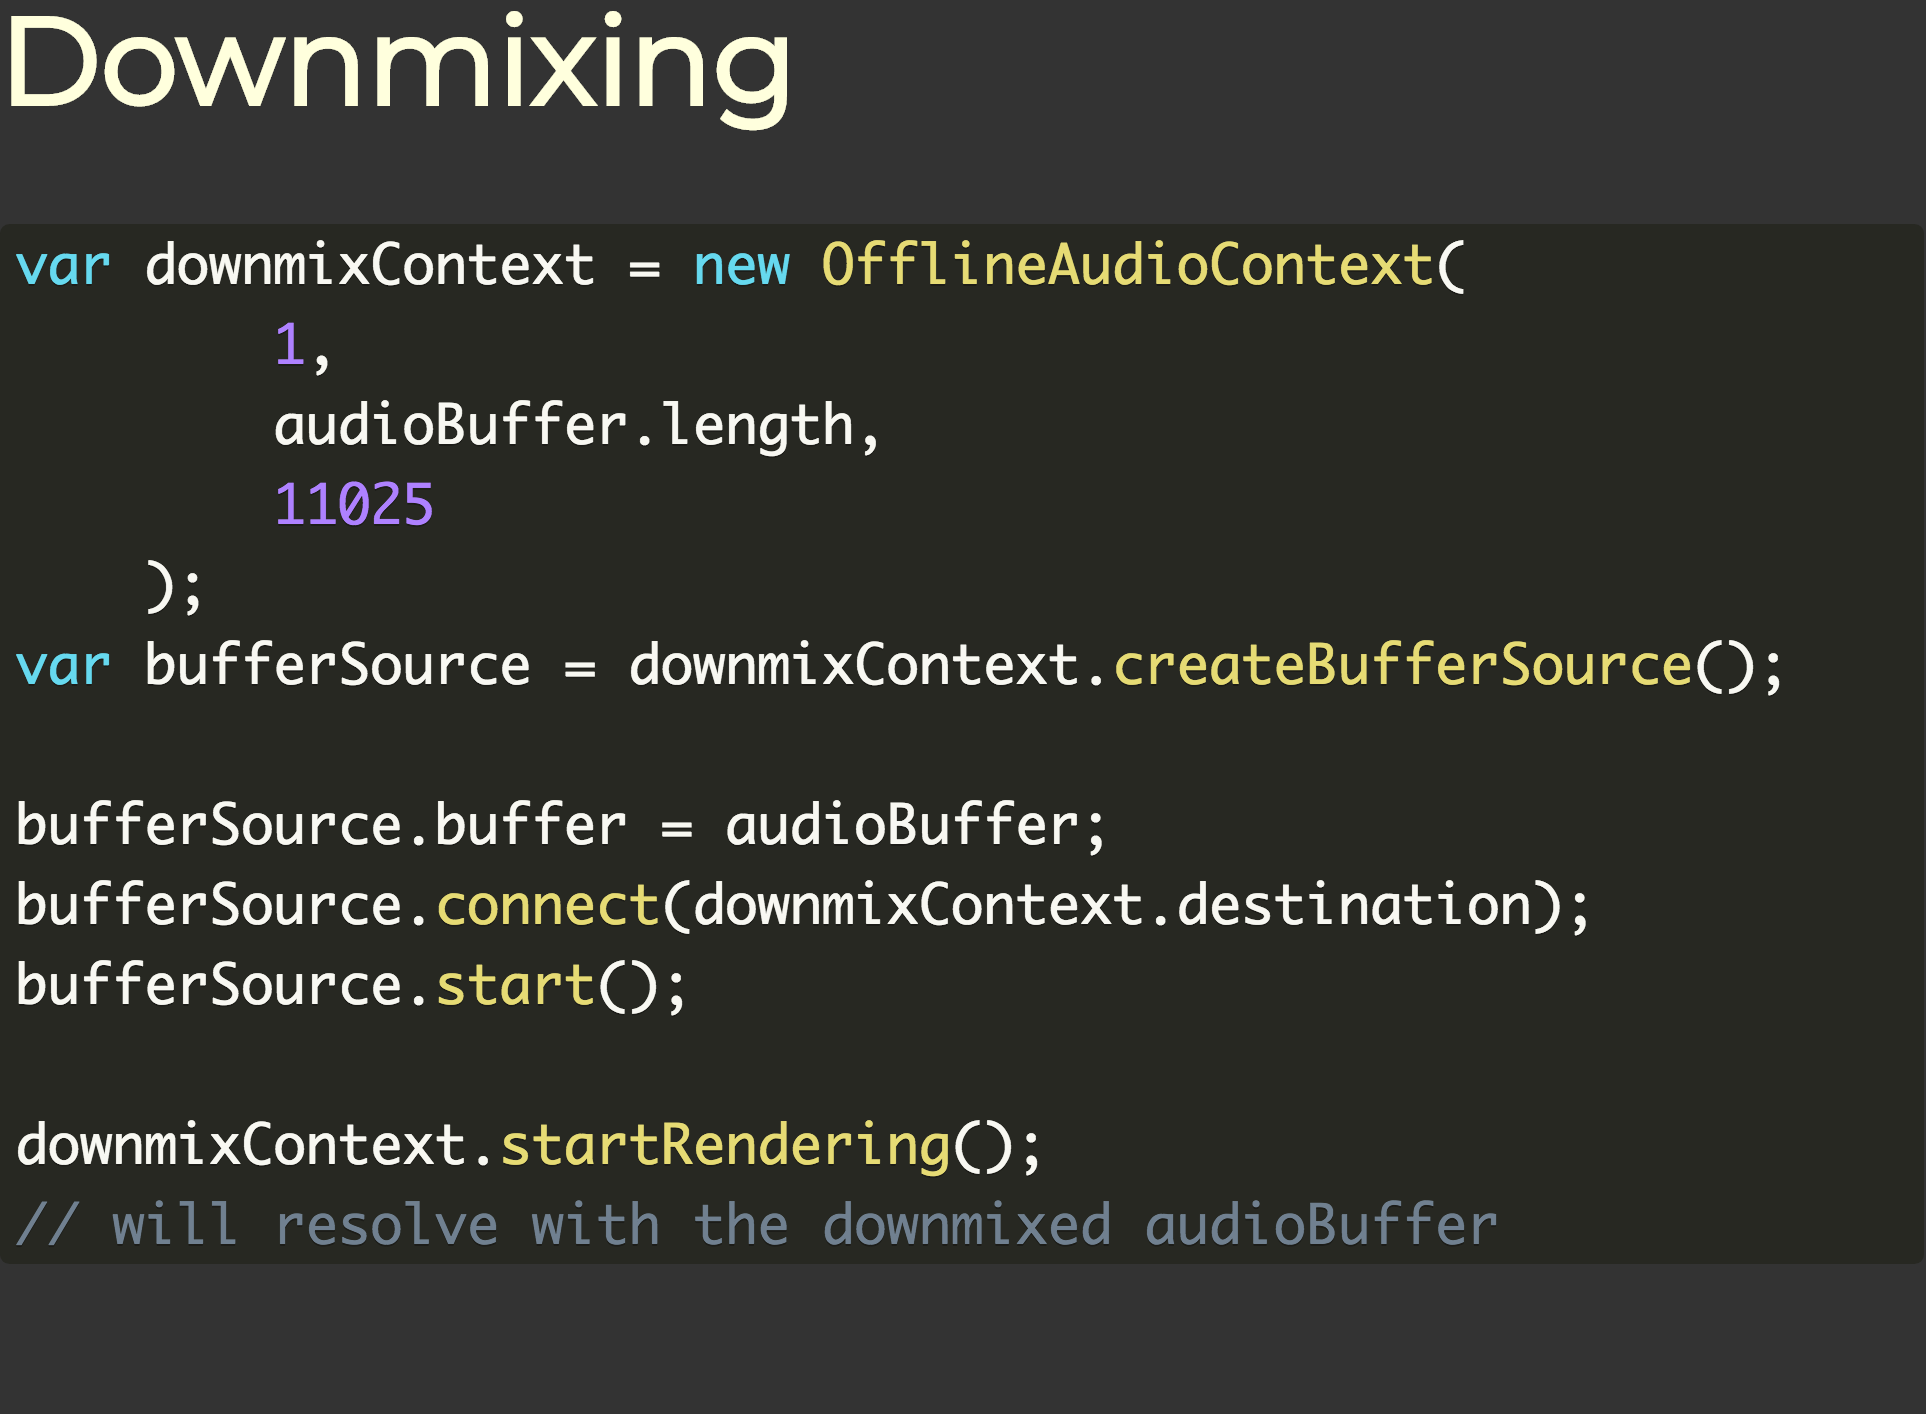 Downmixing
var downmixContext = new OfflineAudioContext(
        1,
        audioBuffer.length,
        11025
    );
var bufferSource = downmixContext.createBufferSource();
bufferSource.buffer = audioBuffer;
bufferSource.connect(downmixContext.destination);
bufferSource.start();
downmixContext.startRendering();
// will resolve with the downmixed audioBuffer